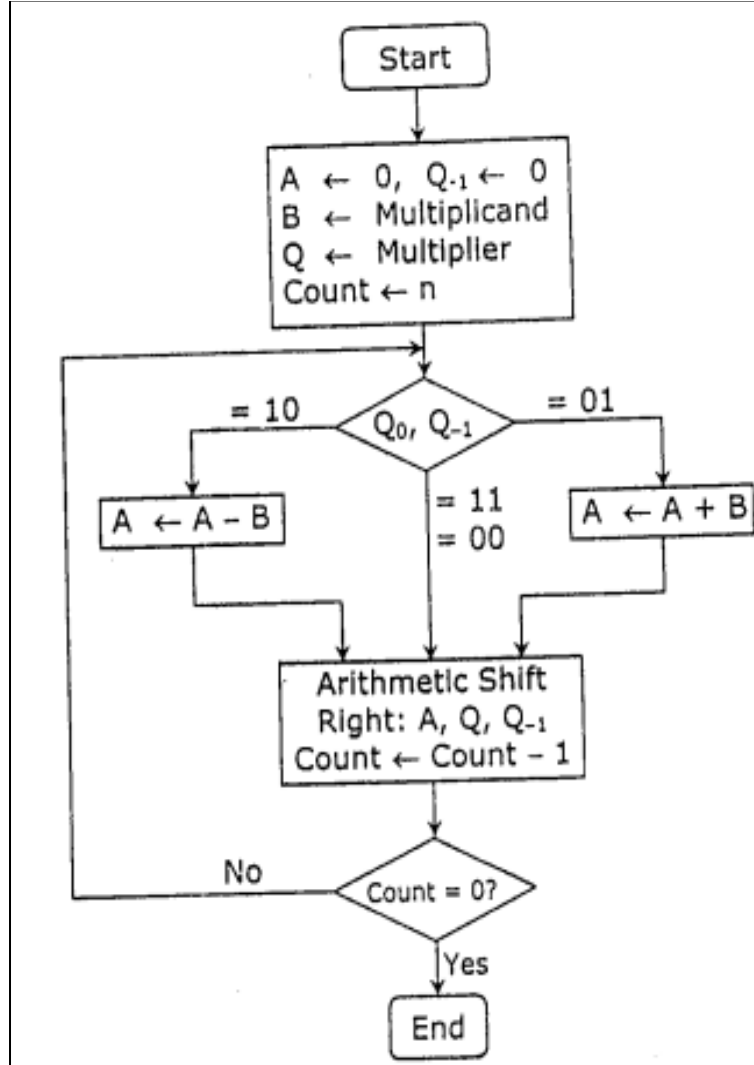 Start
A ← 0, Q₋₁ ← 0
B ← Multiplicand
Q ← Multiplier
Count ← n
= 10
Q₀, Q₋₁
= 01
A ← A – B
= 11
= 00
A ← A + B
Arithmetic Shift
Right: A, Q, Q₋₁
Count ← Count – 1
No
Count = 0?
Yes
End